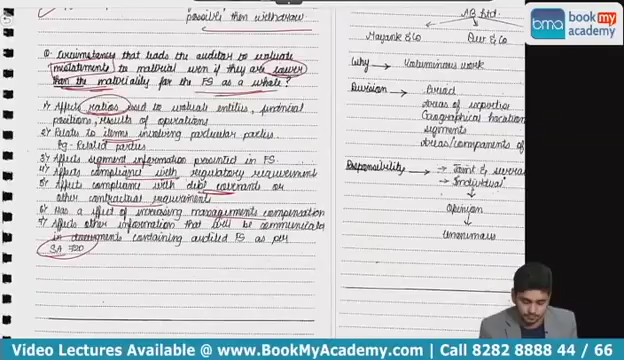 possible then withdraw
Q. Circumstances that leads the auditor to evaluate
misstatements to material even if they are lower
than the materiality for the FS as a whole?
1) Affects ratios used to evaluate entities, financial
positions, results of operations
2) Relates to items involving particular parties.
Eg: Related parties
3) Affects segment information presented in FS
4) Affects compliance with regulatory requirement
5) Affects compliance with debt covenants or
other contractual requirements
6) Has a effect of increasing managements compensation
7) Affects other information that will be communicated
in documents containing audited FS as per
SA 720
AB Ltd.
Mayank & Co
Why → Voluminous work
Division → Period
Areas of expertise
Geographical location
segments
Areas/components of
Responsibility → Joint & several
→ Individual
Opinion
Unanimous
bma book my academy
Video Lectures Available @ www.BookMyAcademy.com | Call 8282 8888 44 / 66